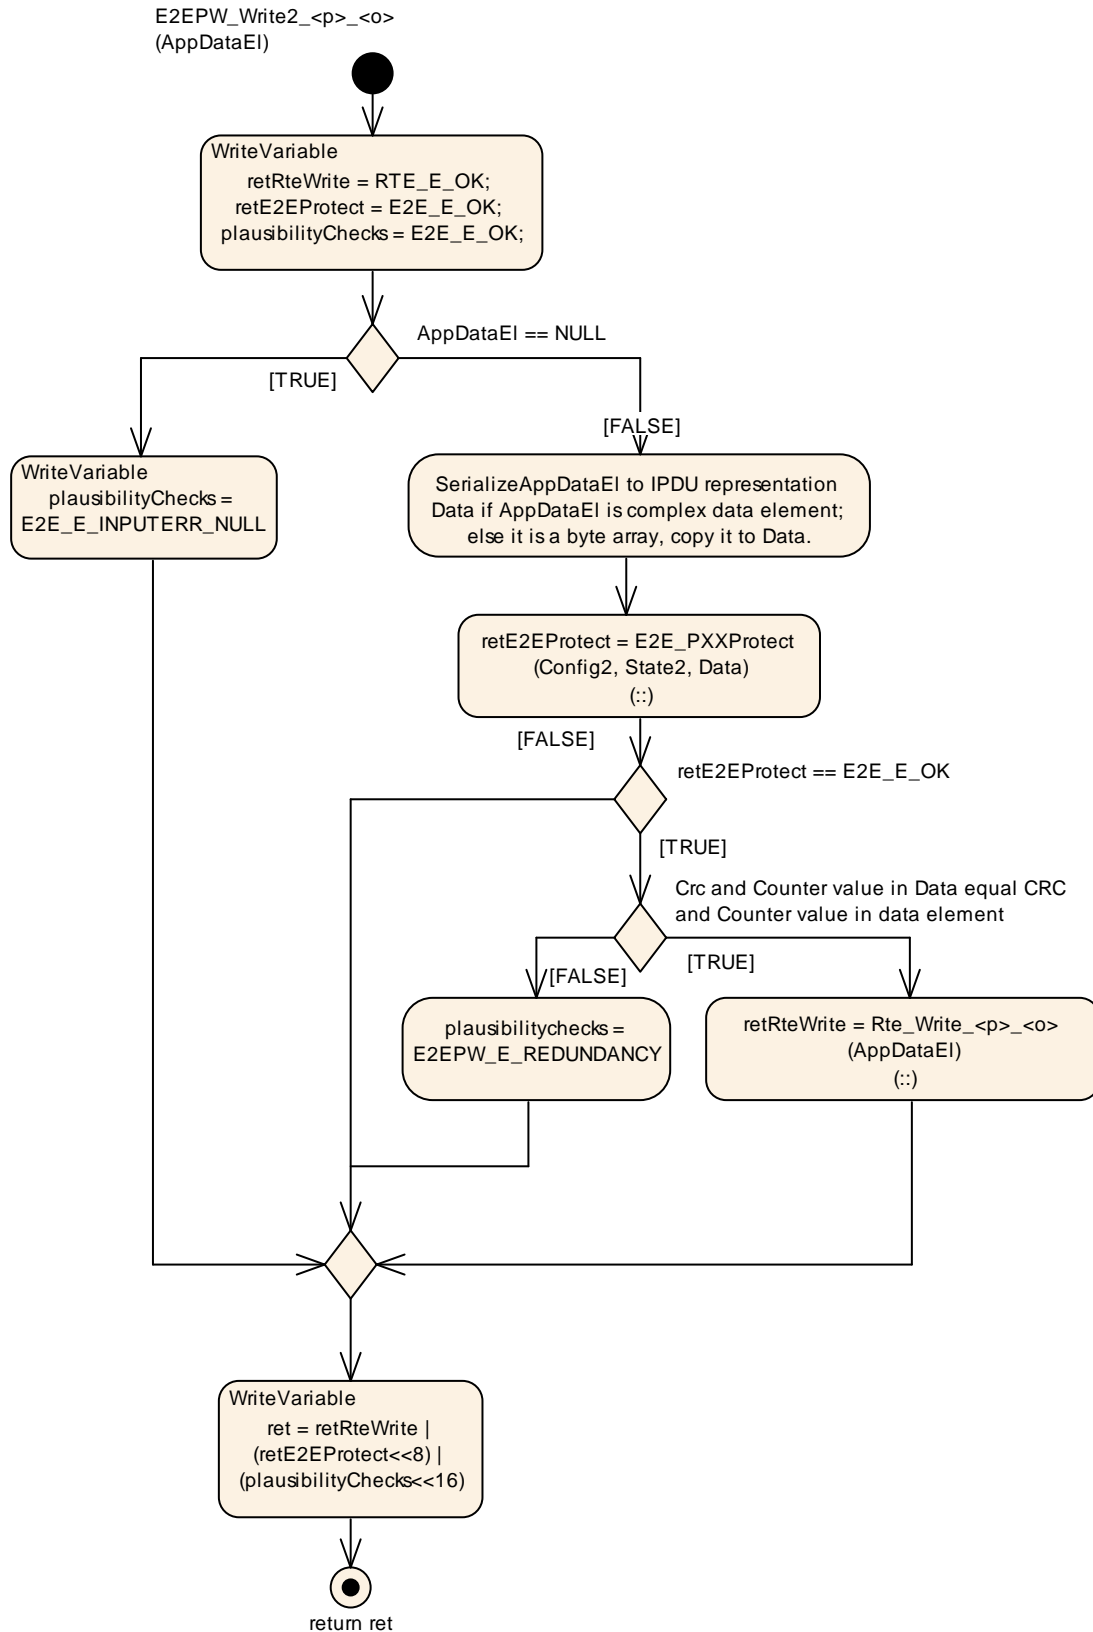 E2EPW_Write2_<p>_<o>
(AppDataEl)
WriteVariable
retRteWrite = RTE_E_OK;
retE2EProtect = E2E_E_OK;
plausibilityChecks = E2E_E_OK;
AppDataEl == NULL
[TRUE]
[FALSE]
WriteVariable
plausibilityChecks =
E2E_E_INPUTERR_NULL
SerializeAppDataEl to IPDU representation
Data if AppDataEl is complex data element;
else it is a byte array, copy it to Data.
retE2EProtect = E2E_PXXProtect
(Config2, State2, Data)
(::)
[FALSE]
retE2EProtect == E2E_E_OK
[TRUE]
Crc and Counter value in Data equal CRC
and Counter value in data element
[FALSE]
[TRUE]
plausibilitychecks =
E2EPW_E_REDUNDANCY
retRteWrite = Rte_Write_<p>_<o>
(AppDataEl)
(::)
WriteVariable
ret = retRteWrite |
(retE2EProtect<<8) |
(plausibilityChecks<<16)
return ret